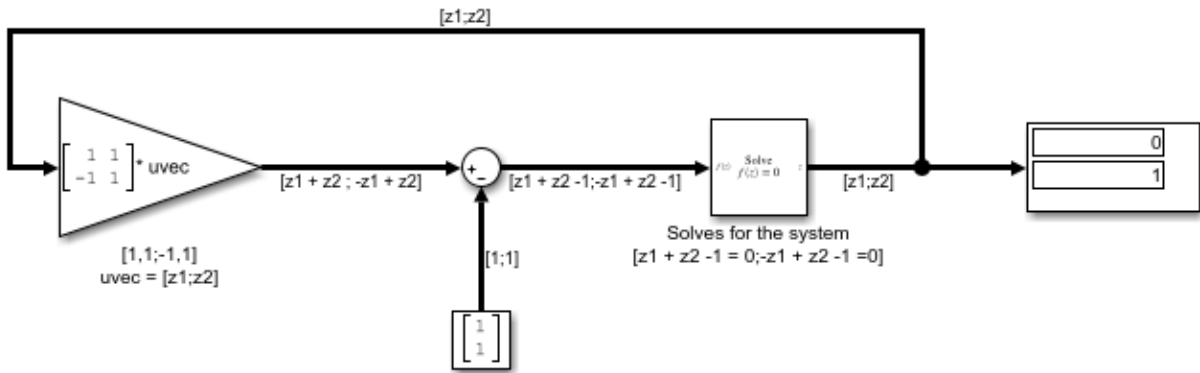 [z1;z2]
1 1
-1 1
* uvec
[z1 + z2 ; -z1 + z2]
+
-
[z1 + z2 -1;-z1 + z2 -1]
f(z)
Solve
f(z) = 0
z
[z1;z2]
0
1
[1,1;-1,1]
uvec = [z1;z2]
[1;1]
Solves for the system
[z1 + z2 -1 = 0;-z1 + z2 -1 =0]
1
1